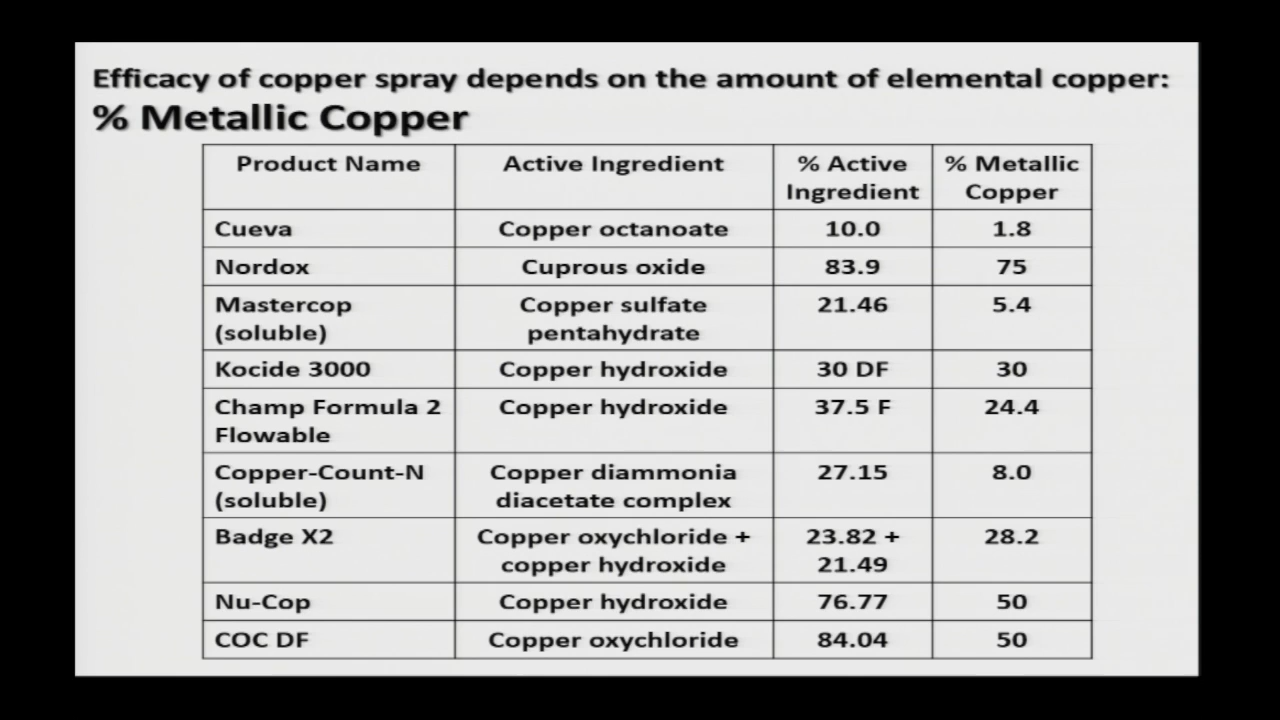 Efficacy of copper spray depends on the amount of elemental copper:
% Metallic Copper
Product Name Active Ingredient % Active Ingredient % Metallic Copper
Cueva Copper octanoate 10.0 1.8
Nordox Cuprous oxide 83.9 75
Mastercop (soluble) Copper sulfate pentahydrate 21.46 5.4
Kocide 3000 Copper hydroxide 30 DF 30
Champ Formula 2 Flowable Copper hydroxide 37.5 F 24.4
Copper-Count-N (soluble) Copper diammonia diacetate complex 27.15 8.0
Badge X2 Copper oxychloride + copper hydroxide 23.82 + 21.49 28.2
Nu-Cop Copper hydroxide 76.77 50
COC DF Copper oxychloride 84.04 50